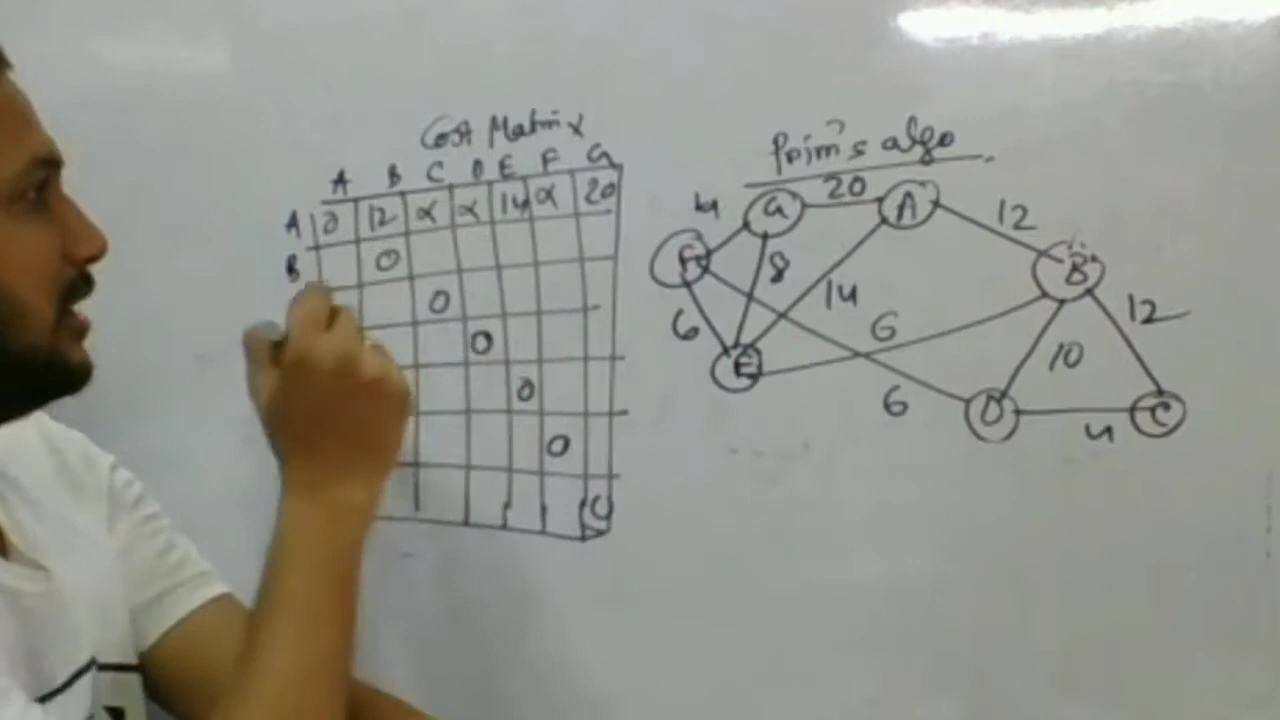 Cost Matrix
A B C D E F G
A 0 12 α α 14 α 20
B 0
0
0
0
0
0
Prim's algo
G 20 A 12
F 8 14 B 12
6 6
E 10
6 D 4 C